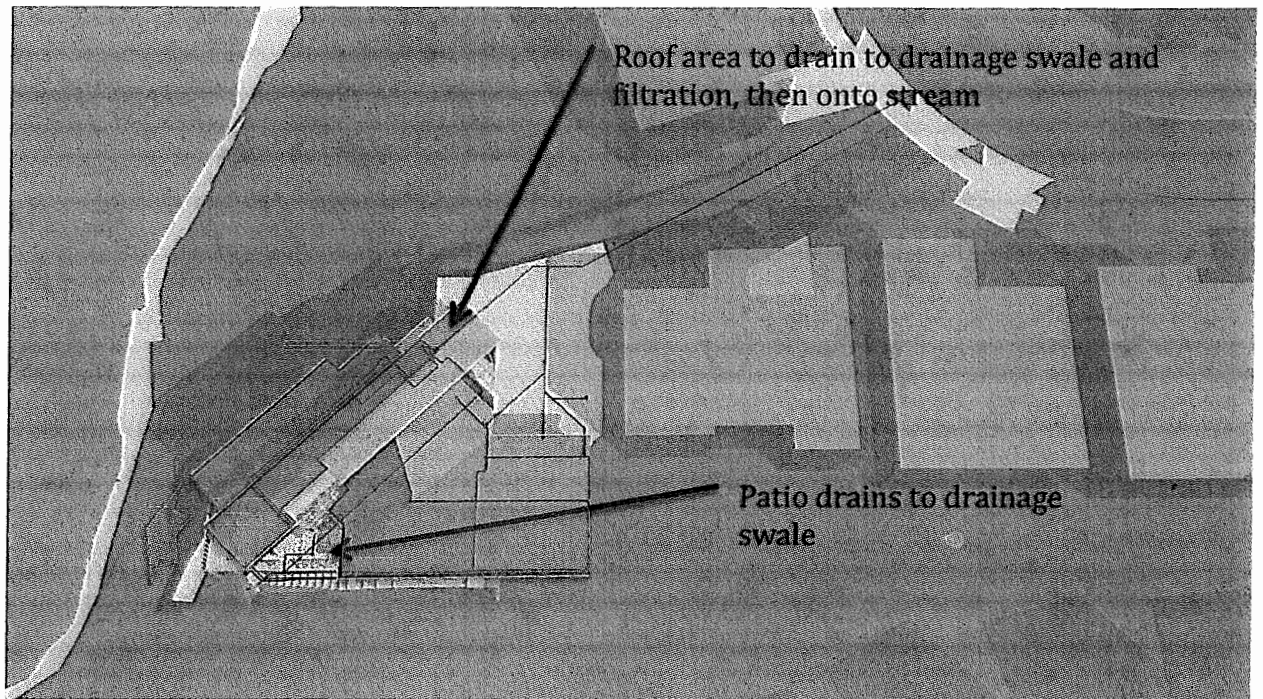 Roof area to drain to drainage swale and
filtration, then onto stream
Patio drains to drainage
swale